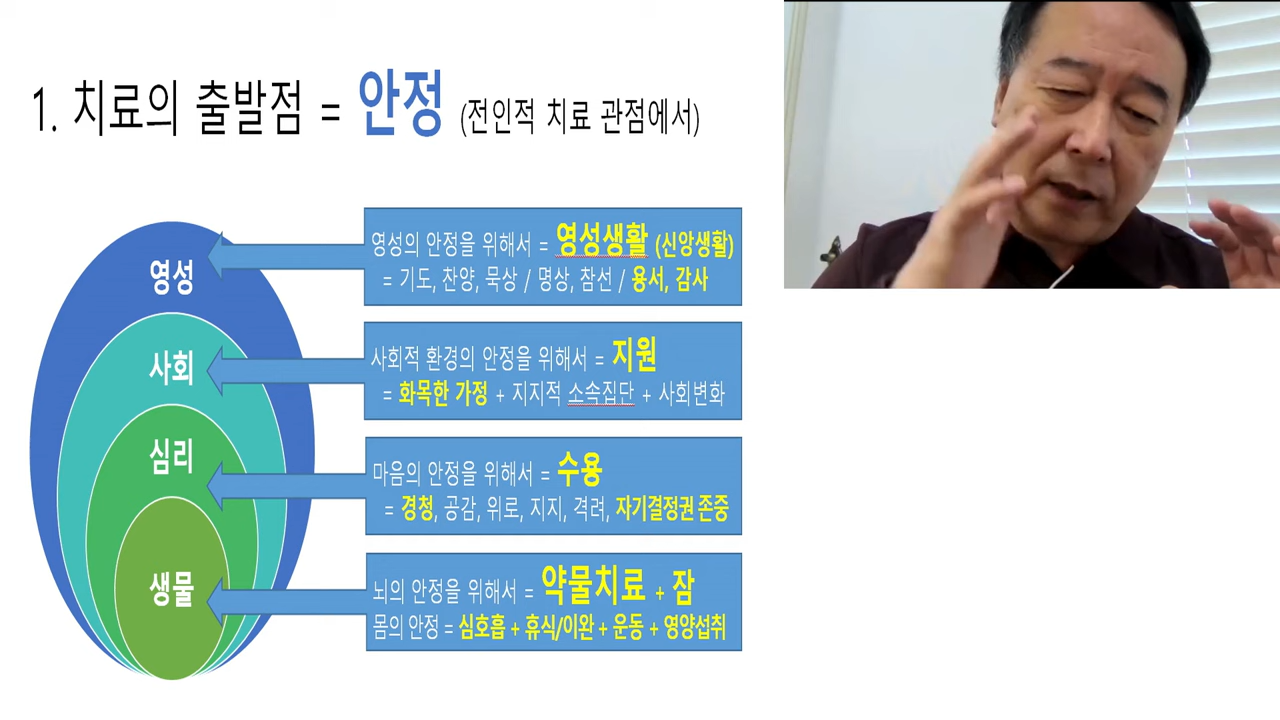 1. 치료의 출발점 = 안정 (전인적 치료 관점에서)
영성
영성의 안정을 위해서 = 영성생활 (신앙생활)
= 기도, 찬양, 묵상 / 명상, 참선 / 용서, 감사
사회
사회적 환경의 안정을 위해서 = 지원
= 화목한 가정 + 지지적 소속집단 + 사회변화
심리
마음의 안정을 위해서 = 수용
= 경청, 공감, 위로, 지지, 격려, 자기결정권 존중
생물
뇌의 안정을 위해서 = 약물치료 + 잠
몸의 안정 = 심호흡 + 휴식/이완 + 운동 + 영양섭취